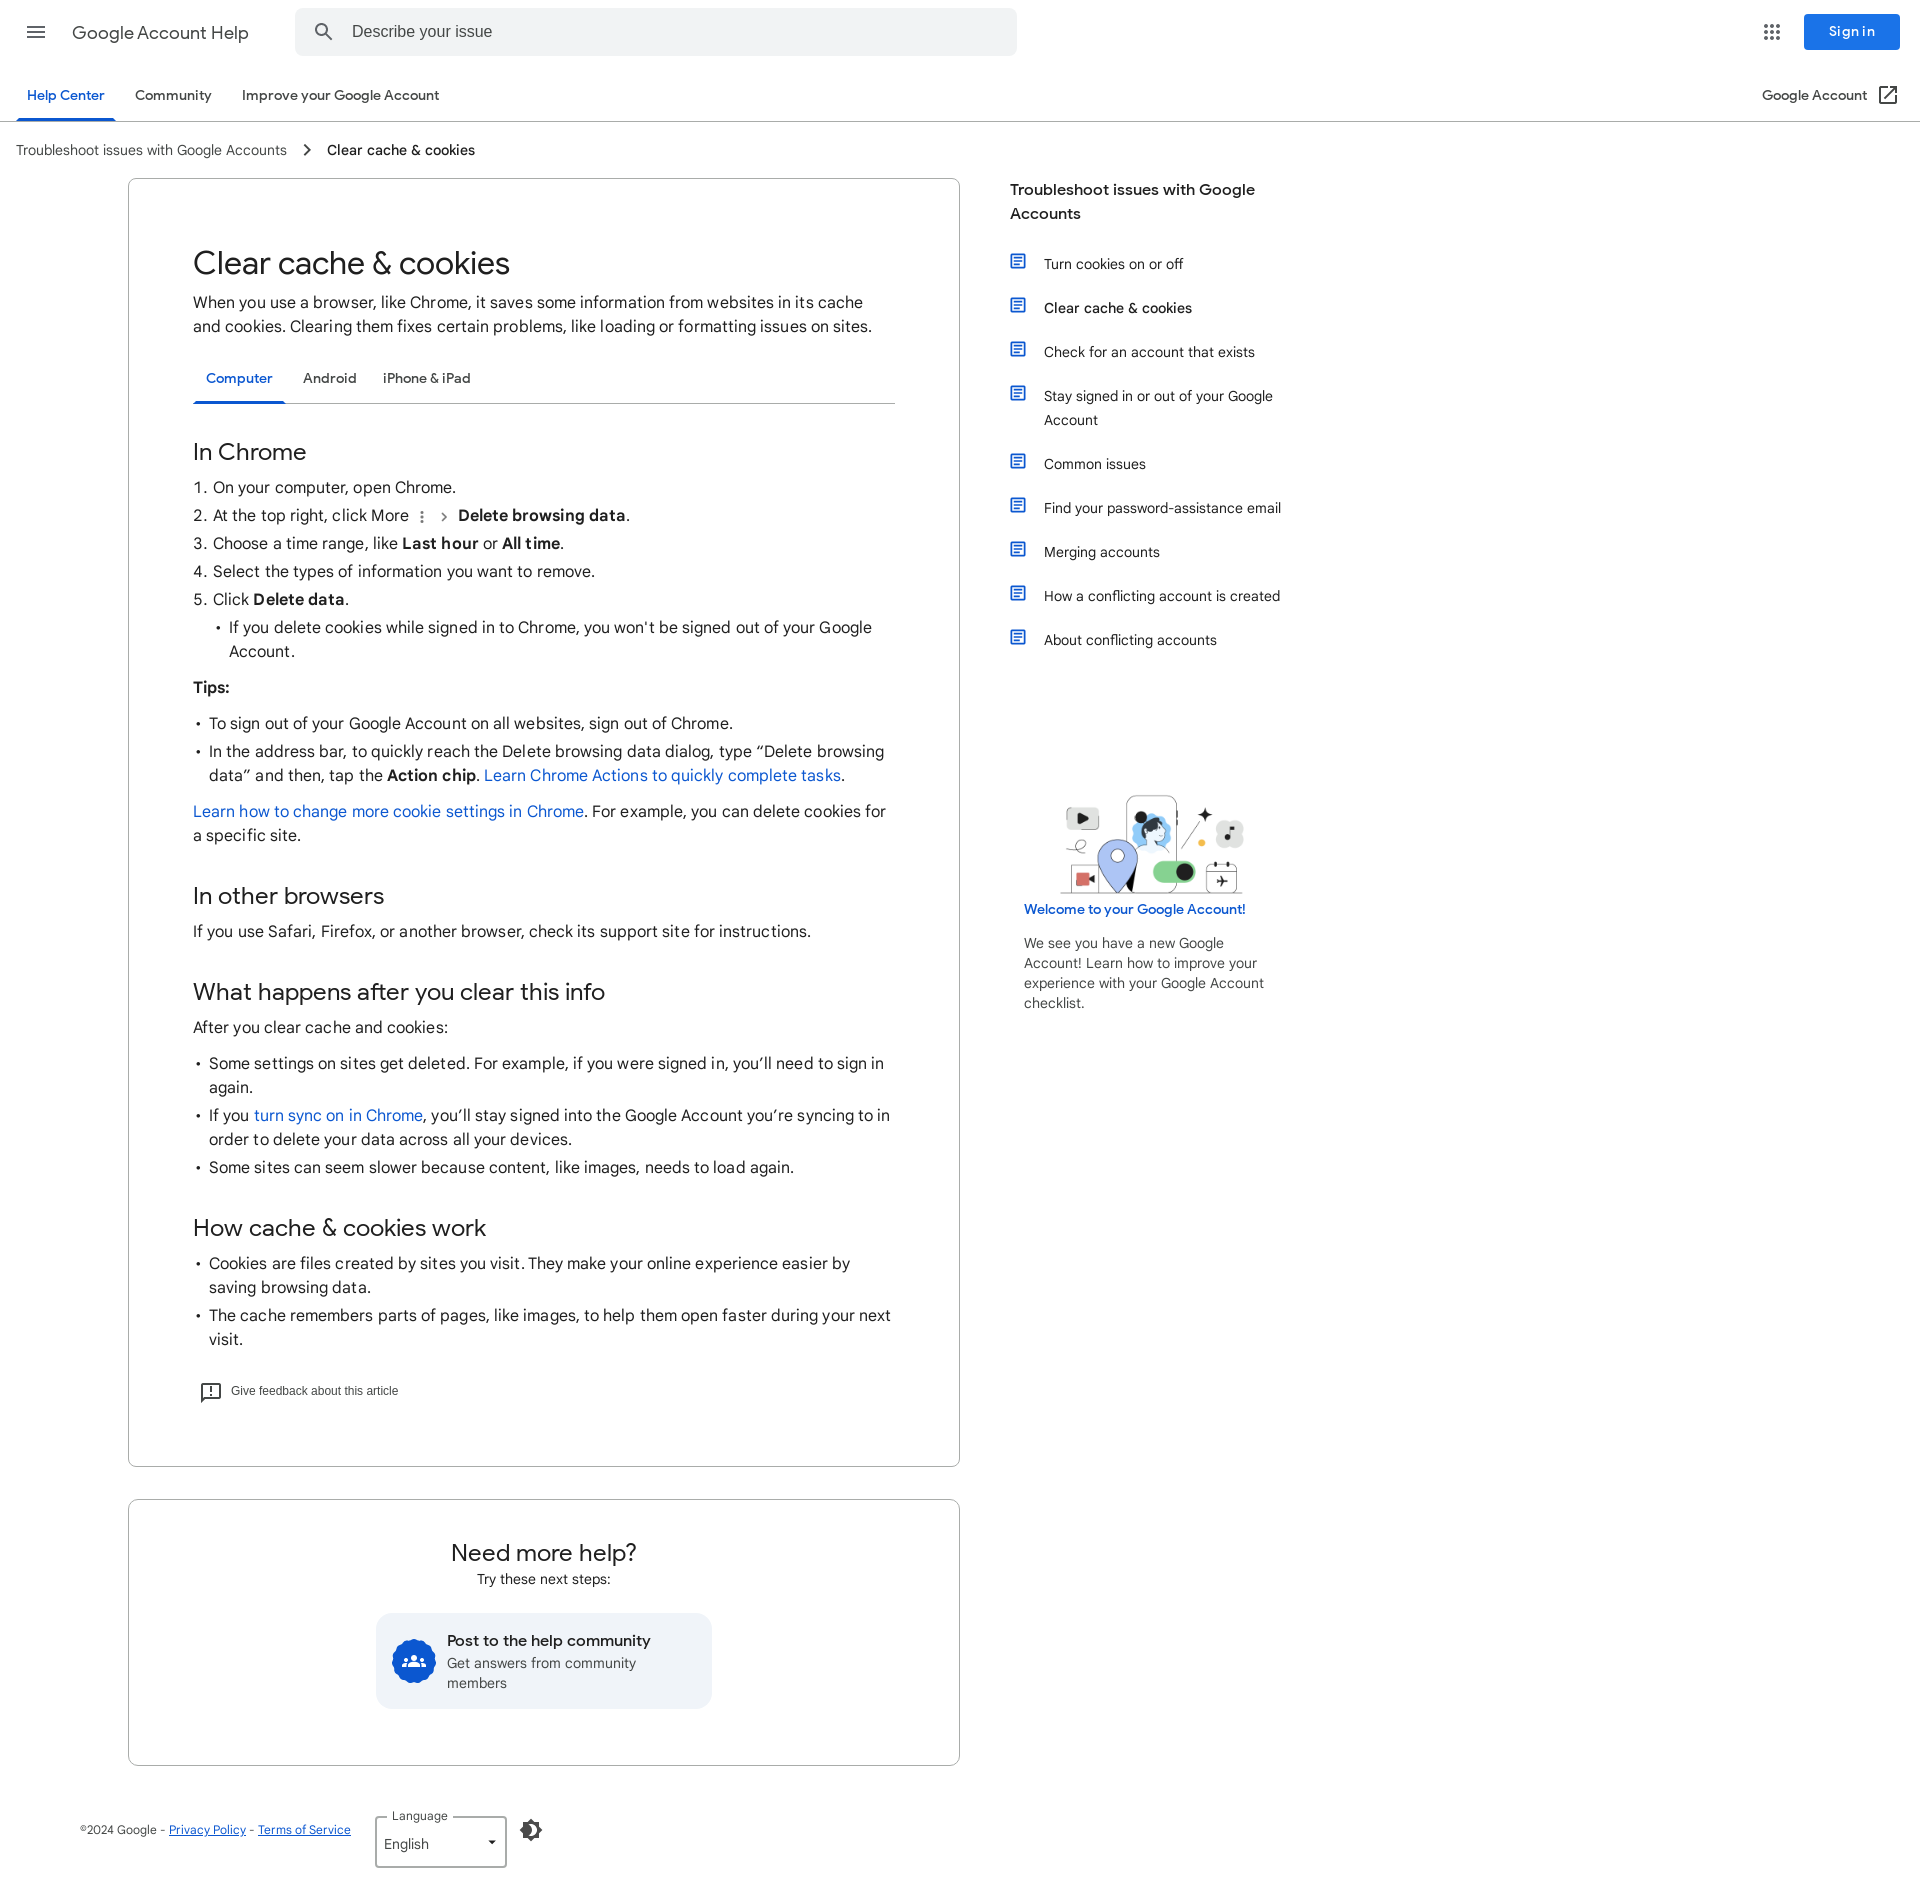 Google Account Help
Describe your issue
Sign in
Help Center
Community
Improve your Google Account
Google Account
Troubleshoot issues with Google Accounts
Clear cache & cookies
Clear cache & cookies
When you use a browser, like Chrome, it saves some information from websites in its cache
and cookies. Clearing them fixes certain problems, like loading or formatting issues on sites.
Computer
Android
iPhone & iPad
In Chrome
1. On your computer, open Chrome.
2. At the top right, click More Delete browsing data.
3. Choose a time range, like Last hour or All time.
4. Select the types of information you want to remove.
5. Click Delete data.
• If you delete cookies while signed in to Chrome, you won't be signed out of your Google
Account.
Tips:
• To sign out of your Google Account on all websites, sign out of Chrome.
• In the address bar, to quickly reach the Delete browsing data dialog, type “Delete browsing
data” and then, tap the Action chip. Learn Chrome Actions to quickly complete tasks.
Learn how to change more cookie settings in Chrome. For example, you can delete cookies for
a specific site.
In other browsers
If you use Safari, Firefox, or another browser, check its support site for instructions.
What happens after you clear this info
After you clear cache and cookies:
• Some settings on sites get deleted. For example, if you were signed in, you’ll need to sign in
again.
• If you turn sync on in Chrome, you’ll stay signed into the Google Account you’re syncing to in
order to delete your data across all your devices.
• Some sites can seem slower because content, like images, needs to load again.
How cache & cookies work
• Cookies are files created by sites you visit. They make your online experience easier by
saving browsing data.
• The cache remembers parts of pages, like images, to help them open faster during your next
visit.
Give feedback about this article
Troubleshoot issues with Google
Accounts
Turn cookies on or off
Clear cache & cookies
Check for an account that exists
Stay signed in or out of your Google
Account
Common issues
Find your password-assistance email
Merging accounts
How a conflicting account is created
About conflicting accounts
Welcome to your Google Account!
We see you have a new Google
Account! Learn how to improve your
experience with your Google Account
checklist.
Need more help?
Try these next steps:
Post to the help community
Get answers from community
members
©2024 Google - Privacy Policy - Terms of Service
Language
English